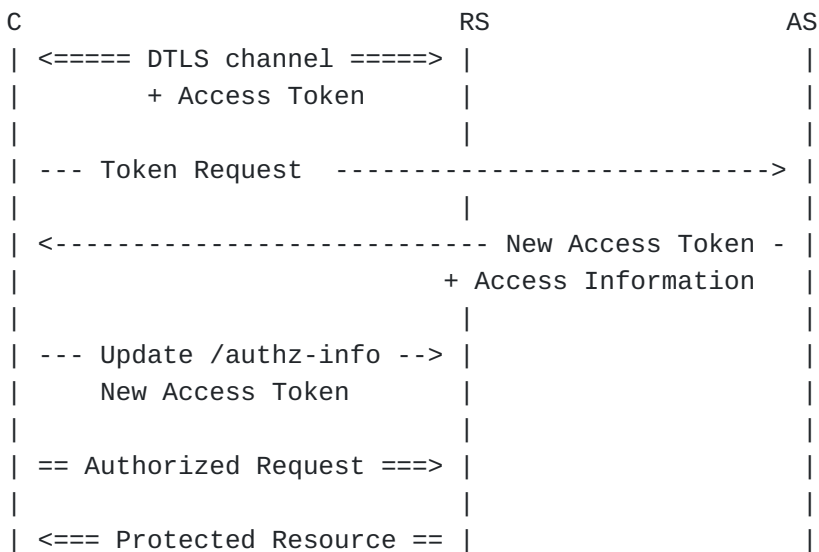 C                            RS                   AS
| <===== DTLS channel =====> |                     |
|        + Access Token      |                     |
|                            |                     |
| --- Token Request  ----------------------------> |
|                            |                     |
| <---------------------------- New Access Token - |
|                           + Access Information   |
|                            |                     |
| --- Update /authz-info --> |                     |
|     New Access Token       |                     |
|                            |                     |
| == Authorized Request ===> |                     |
|                            |                     |
| <=== Protected Resource == |                     |